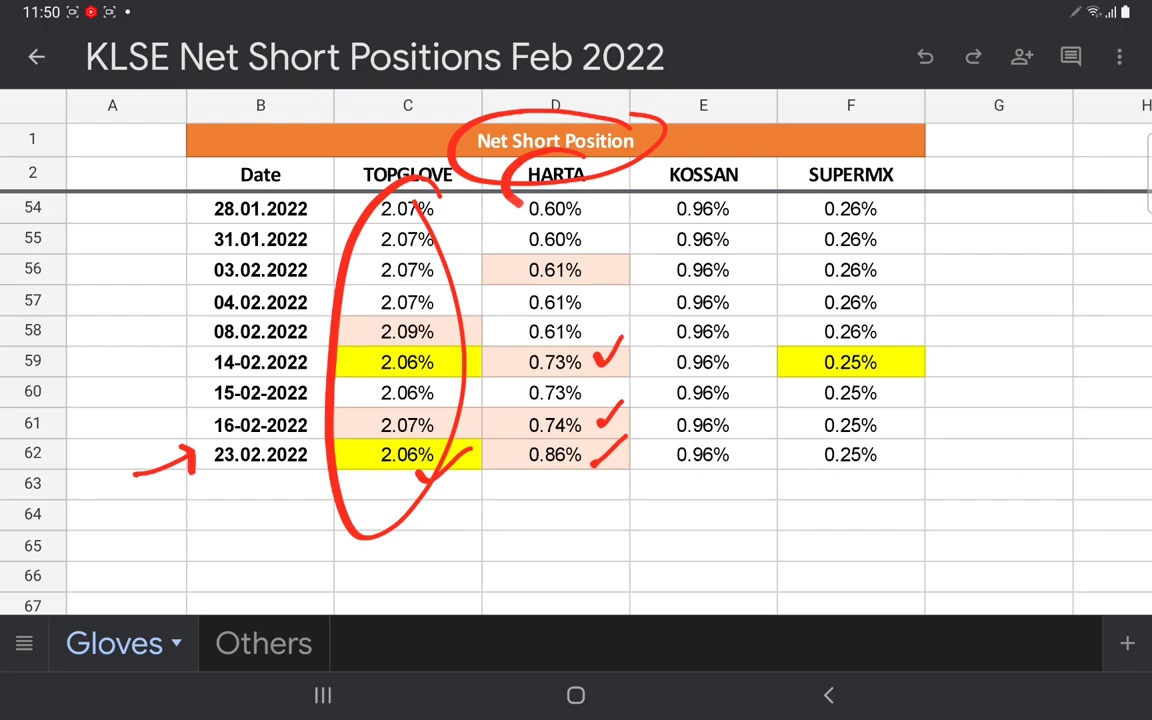 11:50
KLSE Net Short Positions Feb 2022
A B C D E F G H
1 Net Short Position
2 Date TOPGLOVE HARTA KOSSAN SUPERMX
54 28.01.2022 2.07% 0.60% 0.96% 0.26%
55 31.01.2022 2.07% 0.60% 0.96% 0.26%
56 03.02.2022 2.07% 0.61% 0.96% 0.26%
57 04.02.2022 2.07% 0.61% 0.96% 0.26%
58 08.02.2022 2.09% 0.61% 0.96% 0.26%
59 14-02-2022 2.06% 0.73% 0.96% 0.25%
60 15-02-2022 2.06% 0.73% 0.96% 0.25%
61 16-02-2022 2.07% 0.74% 0.96% 0.25%
62 23.02.2022 2.06% 0.86% 0.96% 0.25%
63
64
65
66
67
Gloves Others